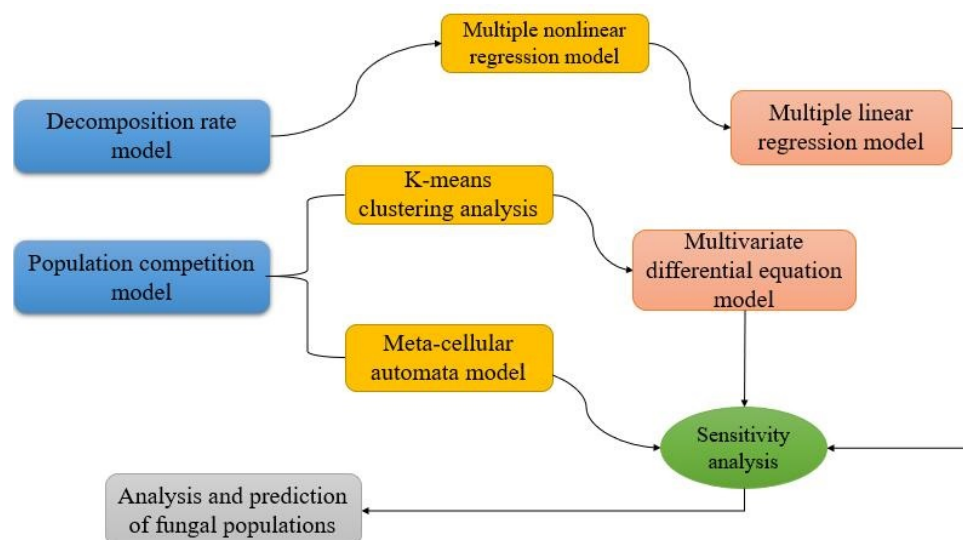 Multiple nonlinear
regression model
Decomposition rate
model
Multiple linear
regression model
K-means
clustering analysis
Population competition
model
Multivariate
differential equation
model
Meta-cellular
automata model
Sensitivity
analysis
Analysis and prediction
of fungal populations